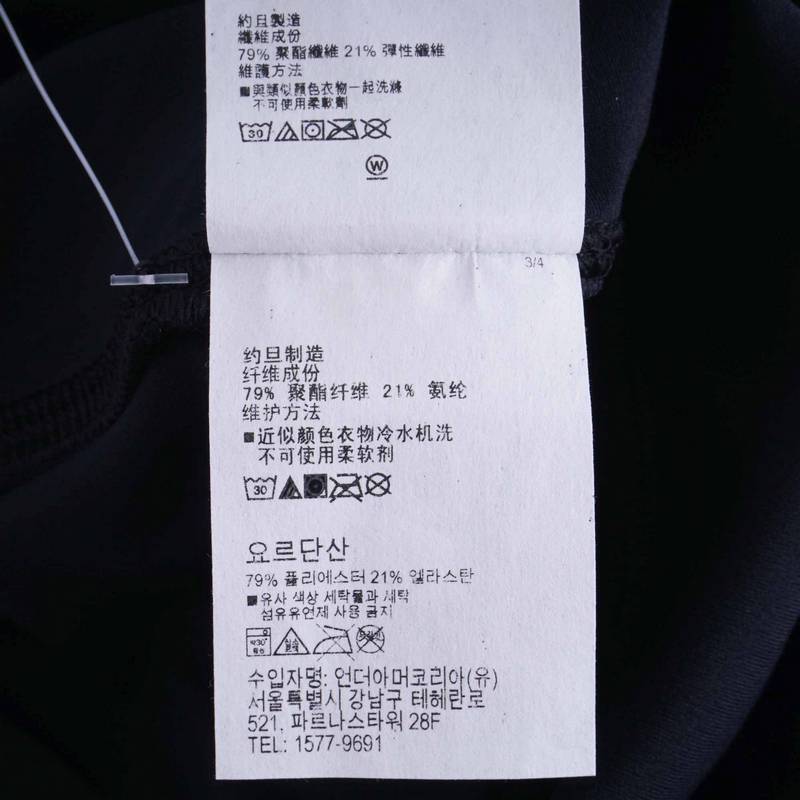 約旦製造
纖維成份
79% 聚酯纖維 21% 彈性纖維
維護方法
■與類似顏色衣物一起洗滌
不可使用柔軟劑
30
W
3/4
约旦制造
纤维成份
79% 聚酯纤维 21% 氨纶
维护方法
■近似颜色衣物冷水机洗
不可使用柔软剂
30
요르단산
79% 폴리에스터 21% 엘라스탄
■유사 색상 세탁물과 세탁
섬유유연제 사용 금지
수입자명: 언더아머코리아(유)
서울특별시 강남구 테헤란로
521, 파르나스타워 28F
TEL: 1577-9691